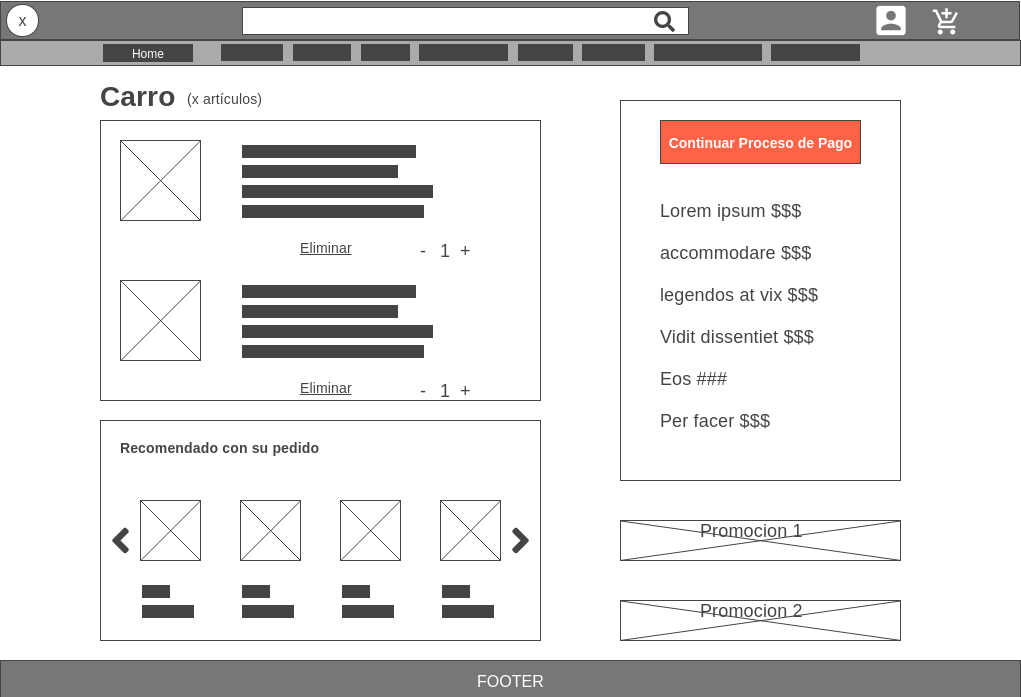 x
Home
Carro (x artículos)
Eliminar
- 1 +
Eliminar
- 1 +
Recomendado con su pedido
Continuar Proceso de Pago
Lorem ipsum $$$
accommodare $$$
legendos at vix $$$
Vidit dissentiet $$$
Eos ###
Per facer $$$
Promocion 1
Promocion 2
FOOTER